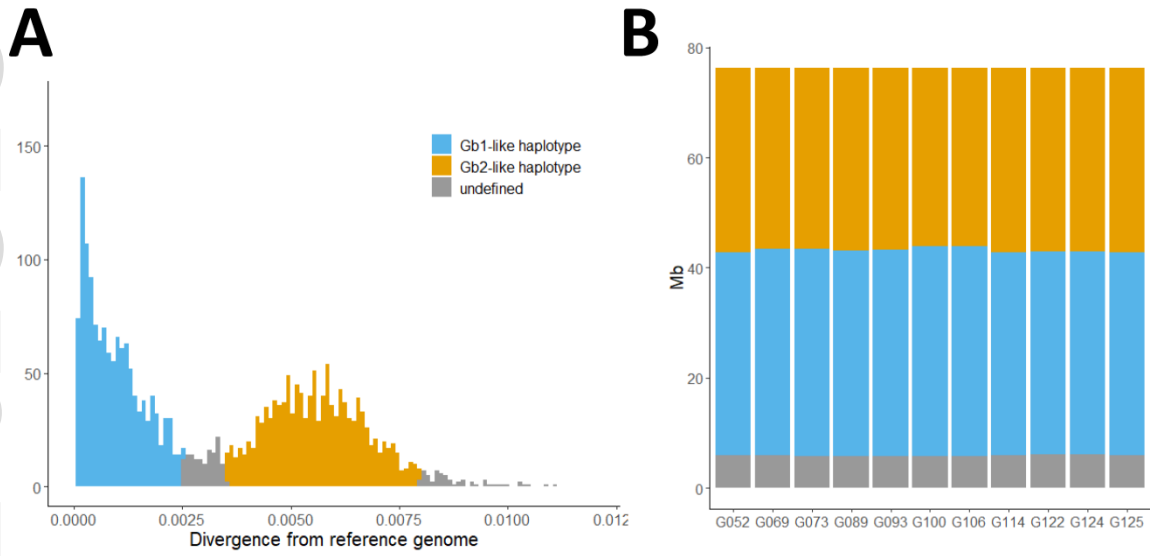 A
B
150
100
50
0
0.0000 0.0025 0.0050 0.0075 0.0100 0.012
Divergence from reference genome
Gb1-like haplotype
Gb2-like haplotype
undefined
80
60
40
20
0
Mb
G052 G069 G073 G089 G093 G100 G106 G114 G122 G124 G125